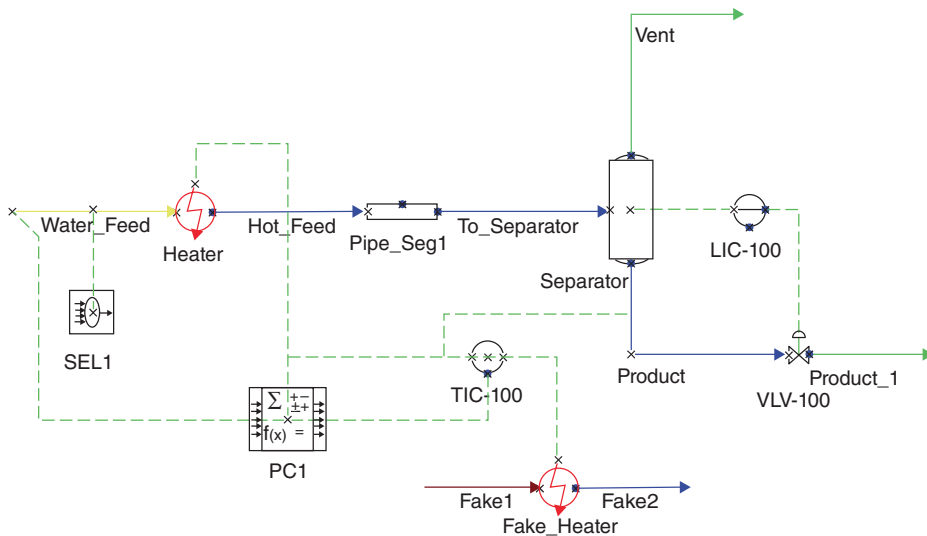 Vent
Water_Feed
Heater
Hot_Feed
Pipe_Seg1
To_Separator
Separator
LIC-100
SEL1
Product
Product_1
VLV-100
TIC-100
Σ +−
±+
f(x) =
PC1
Fake1
Fake2
Fake_Heater